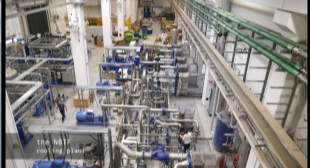 the NBTF
cooling plant